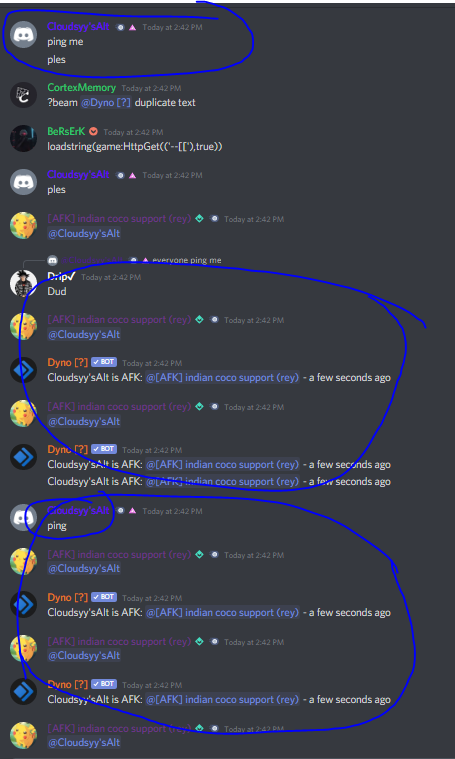 Cloudsyy'sAlt Today at 2:42 PM
ping me
ples
CortexMemory Today at 2:42 PM
?beam @Dyno [?] duplicate text
BeRsErK Today at 2:42 PM
loadstring(game:HttpGet(('--[['),true))
Cloudsyy'sAlt Today at 2:42 PM
ples
[AFK] indian coco support (rey) Today at 2:42 PM
@Cloudsyy'sAlt
everyone ping me
Drip✓ Today at 2:42 PM
Dud
[AFK] indian coco support (rey) Today at 2:42 PM
@Cloudsyy'sAlt
Dyno [?] ✓ BOT Today at 2:42 PM
Cloudsyy'sAlt is AFK: @[AFK] indian coco support (rey) - a few seconds ago
[AFK] indian coco support (rey) Today at 2:42 PM
@Cloudsyy'sAlt
Dyno [?] ✓ BOT Today at 2:42 PM
Cloudsyy'sAlt is AFK: @[AFK] indian coco support (rey) - a few seconds ago
Cloudsyy'sAlt is AFK: @[AFK] indian coco support (rey) - a few seconds ago
Cloudsyy'sAlt Today at 2:42 PM
ping
[AFK] indian coco support (rey) Today at 2:42 PM
@Cloudsyy'sAlt
Dyno [?] ✓ BOT Today at 2:42 PM
Cloudsyy'sAlt is AFK: @[AFK] indian coco support (rey) - a few seconds ago
[AFK] indian coco support (rey) Today at 2:42 PM
@Cloudsyy'sAlt
Dyno [?] ✓ BOT Today at 2:42 PM
Cloudsyy'sAlt is AFK: @[AFK] indian coco support (rey) - a few seconds ago
[AFK] indian coco support (rey) Today at 2:42 PM
@Cloudsyy'sAlt